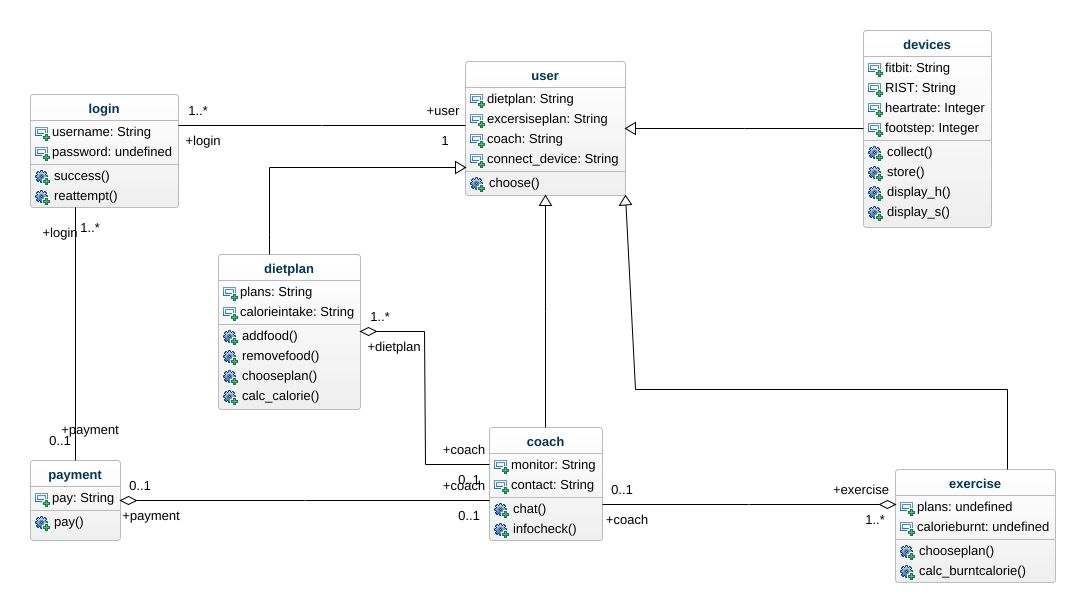 devices
fitbit: String
RIST: String
heartrate: Integer
footstep: Integer
collect()
store()
display_h()
display_s()
user
dietplan: String
excersiseplan: String
coach: String
connect_device: String
choose()
login
username: String
password: undefined
success()
reattempt()
1..*
+login
+user
1
+login
1..*
dietplan
plans: String
calorieintake: String
addfood()
removefood()
chooseplan()
calc_calorie()
1..*
+dietplan
+coach
0..1
+payment
0..1
payment
pay: String
pay()
0..1
+payment
+coach
0..1
coach
monitor: String
contact: String
chat()
infocheck()
0..1
+coach
+exercise
1..*
exercise
plans: undefined
calorieburnt: undefined
chooseplan()
calc_burntcalorie()